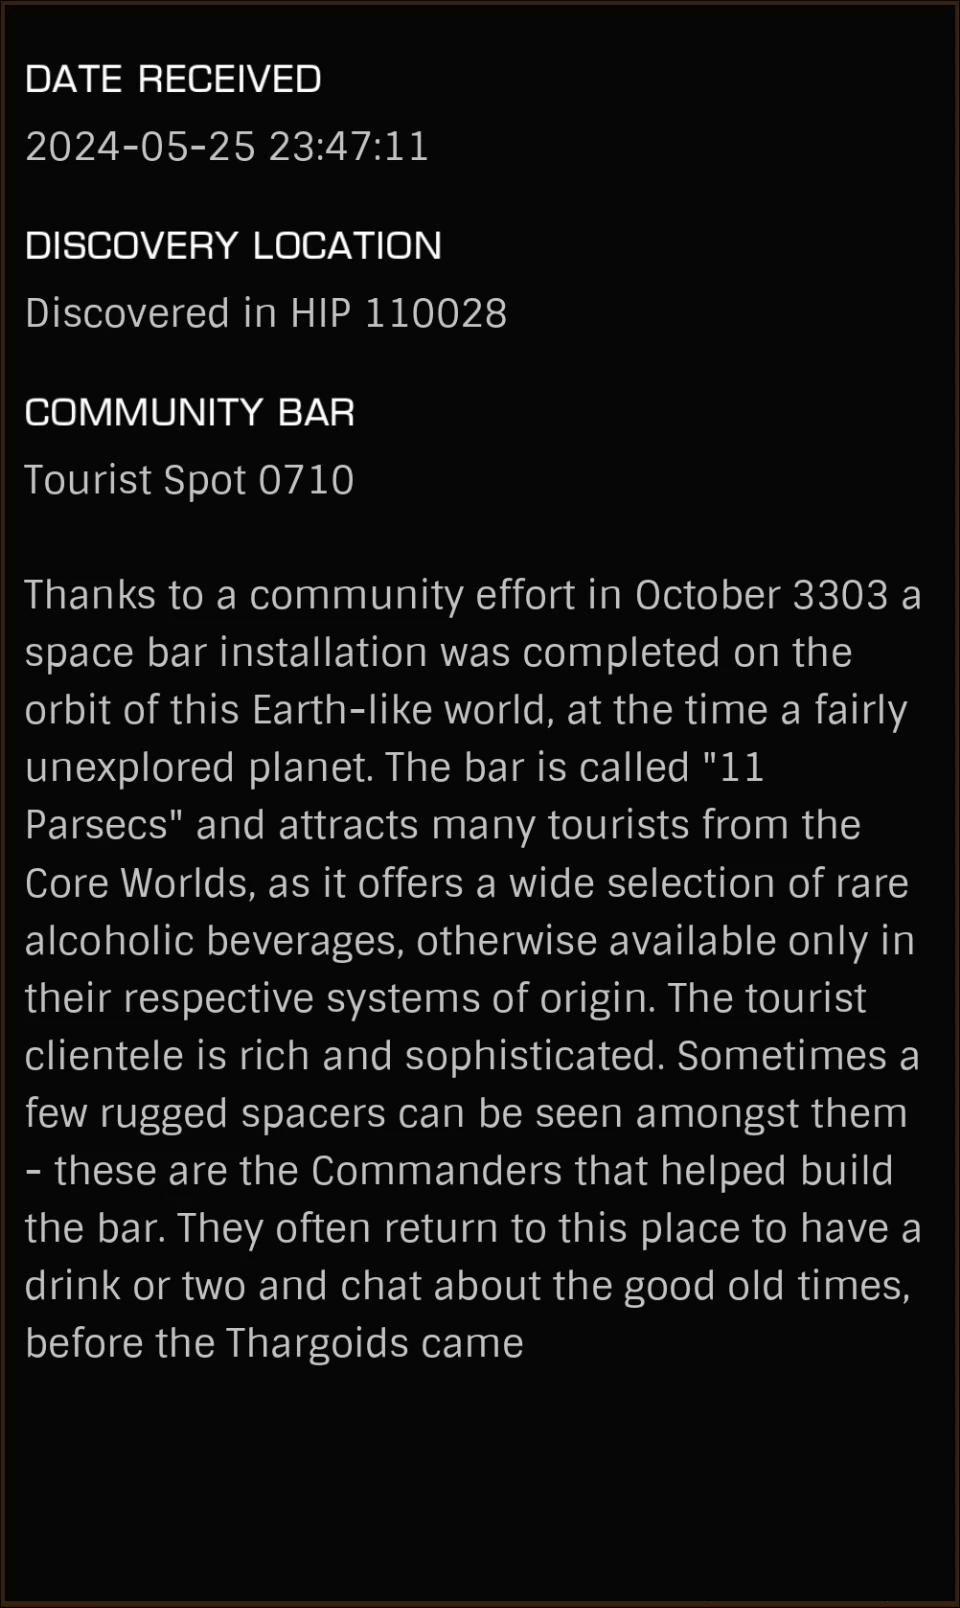 DATE RECEIVED
2024-05-25 23:47:11
DISCOVERY LOCATION
Discovered in HIP 110028
COMMUNITY BAR
Tourist Spot 0710
Thanks to a community effort in October 3303 a
space bar installation was completed on the
orbit of this Earth-like world, at the time a fairly
unexplored planet. The bar is called "11
Parsecs" and attracts many tourists from the
Core Worlds, as it offers a wide selection of rare
alcoholic beverages, otherwise available only in
their respective systems of origin. The tourist
clientele is rich and sophisticated. Sometimes a
few rugged spacers can be seen amongst them
- these are the Commanders that helped build
the bar. They often return to this place to have a
drink or two and chat about the good old times,
before the Thargoids came